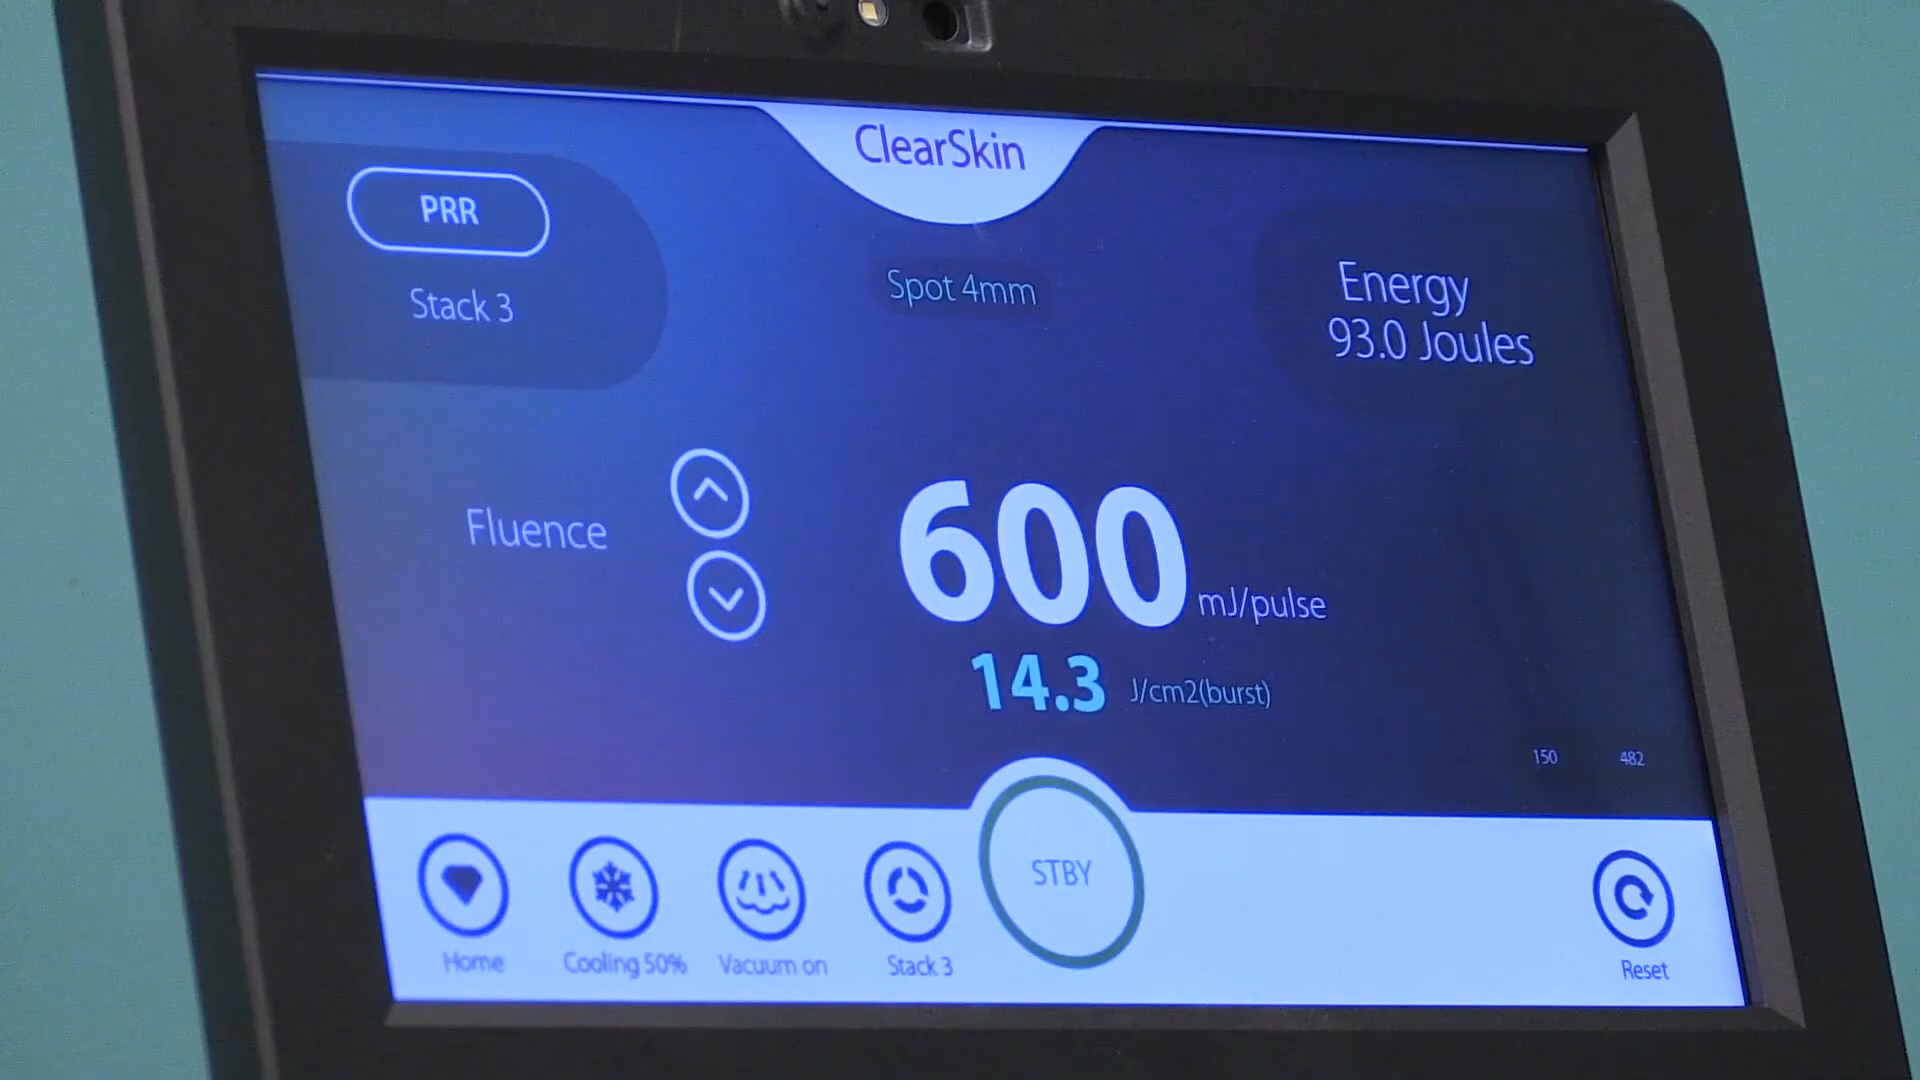 ClearSkin
PRR
Stack 3
Spot 4mm
Energy
93.0 Joules
Fluence
600 mJ/pulse
14.3 J/cm2(burst)
150 482
STBY
Home Cooling 50% Vacuum on Stack 3 Reset